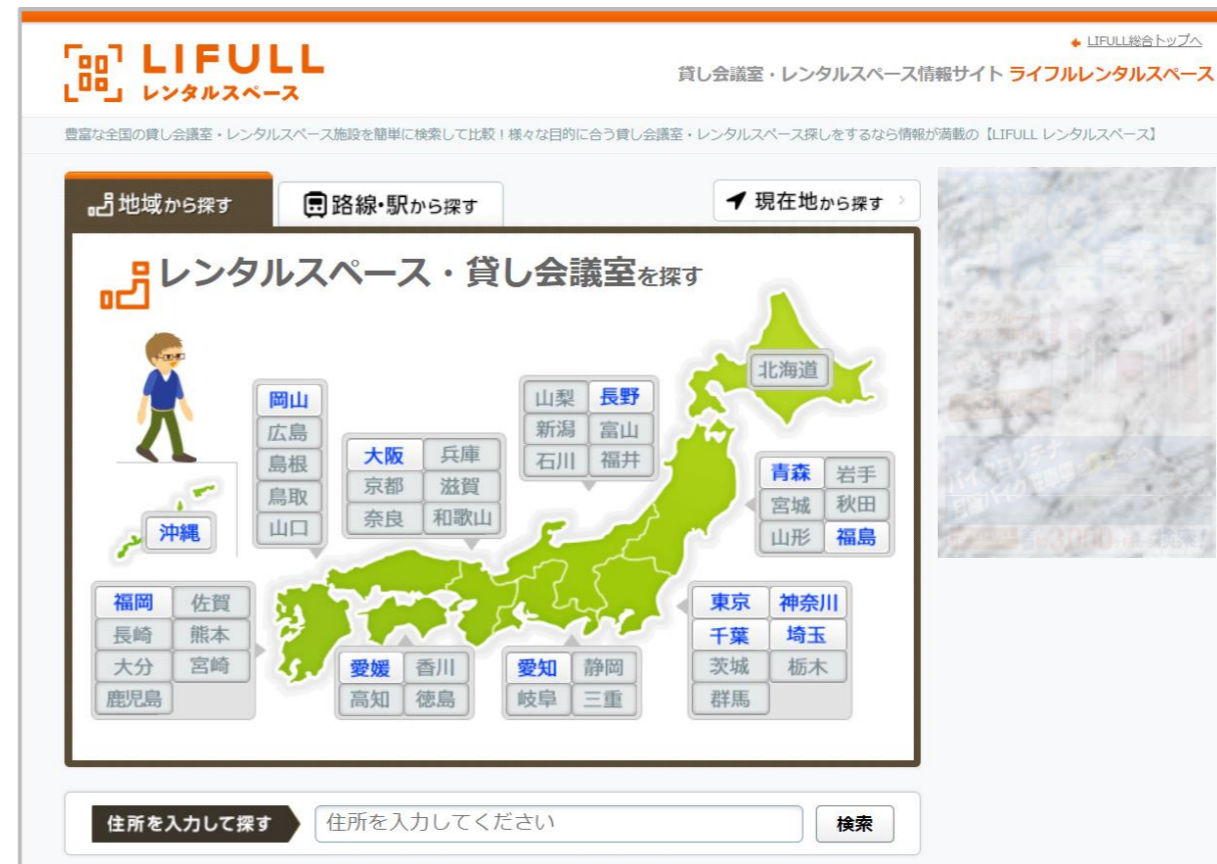 LIFULL総合トップへ
LIFULL
レンタルスペース
貸し会議室・レンタルスペース情報サイト ライフルレンタルスペース
豊富な全国の貸し会議室・レンタルスペース施設を簡単に検索して比較！様々な目的に合う貸し会議室・レンタルスペース探しをするなら情報が満載の【LIFULL レンタルスペース】
地域から探す
路線・駅から探す
現在地から探す
レンタルスペース・貸し会議室を探す
北海道
山梨 長野
新潟 富山
石川 福井
岡山
広島
島根
鳥取
山口
大阪 兵庫
京都 滋賀
奈良 和歌山
青森 岩手
宮城 秋田
山形 福島
沖縄
福岡 佐賀
長崎 熊本
大分 宮崎
鹿児島
愛媛 香川
高知 徳島
愛知 静岡
岐阜 三重
東京 神奈川
千葉 埼玉
茨城 栃木
群馬
住所を入力して探す
住所を入力してください
検索